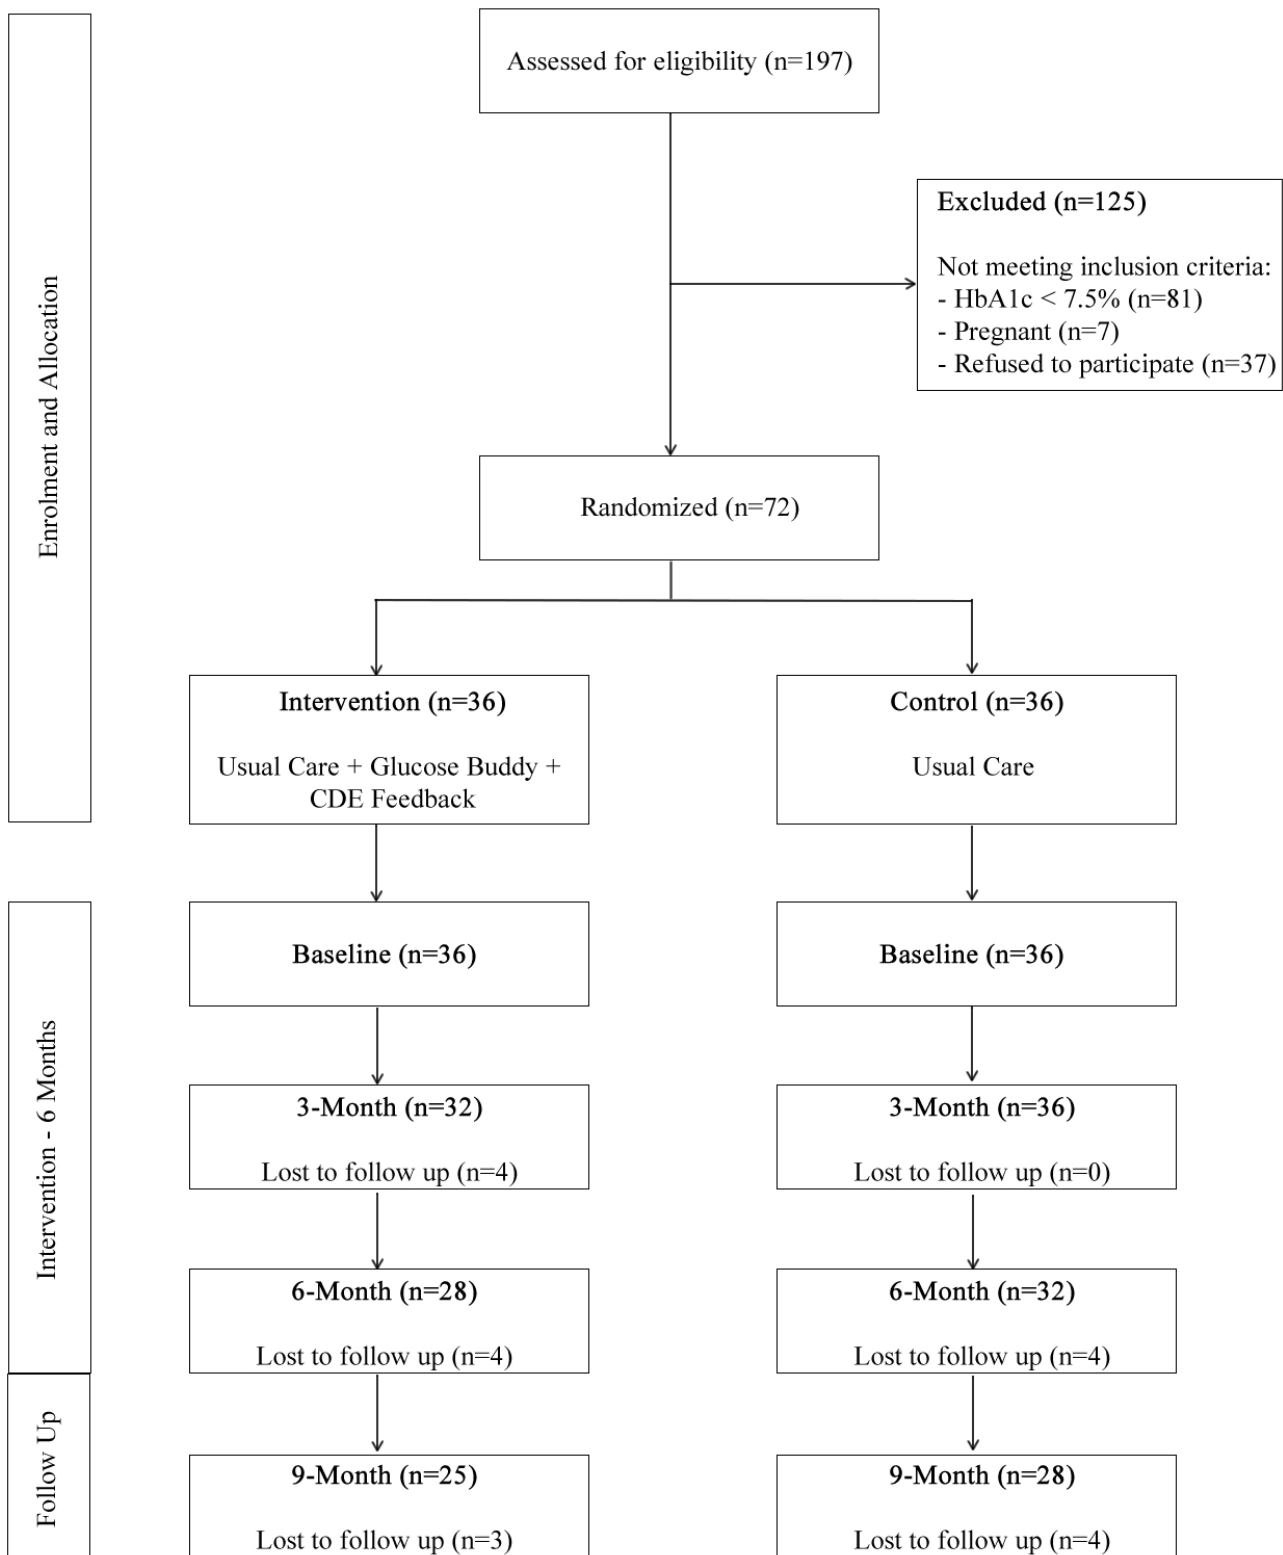 Assessed for eligibility (n=197)
Excluded (n=125)
Not meeting inclusion criteria:
- HbA1c < 7.5% (n=81)
- Pregnant (n=7)
- Refused to participate (n=37)
Enrolment and Allocation
Randomized (n=72)
Intervention (n=36)
Usual Care + Glucose Buddy +
CDE Feedback
Control (n=36)
Usual Care
Intervention - 6 Months
Baseline (n=36)
Baseline (n=36)
3-Month (n=32)
Lost to follow up (n=4)
3-Month (n=36)
Lost to follow up (n=0)
6-Month (n=28)
Lost to follow up (n=4)
6-Month (n=32)
Lost to follow up (n=4)
Follow Up
9-Month (n=25)
Lost to follow up (n=3)
9-Month (n=28)
Lost to follow up (n=4)